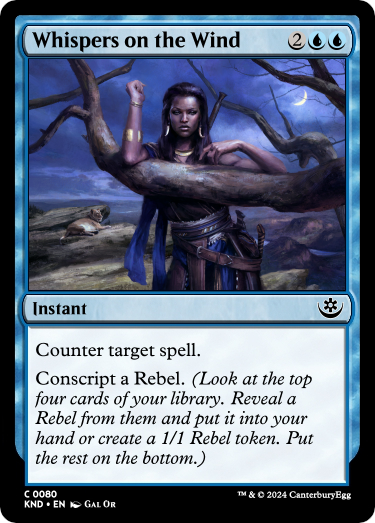 Whispers on the Wind 2
Instant
Counter target spell.
Conscript a Rebel. (Look at the top
four cards of your library. Reveal a
Rebel from them and put it into your
hand or create a 1/1 Rebel token. Put
the rest on the bottom.)
C 0080
KND • EN Gal Or
™ & © 2024 CanterburyEgg